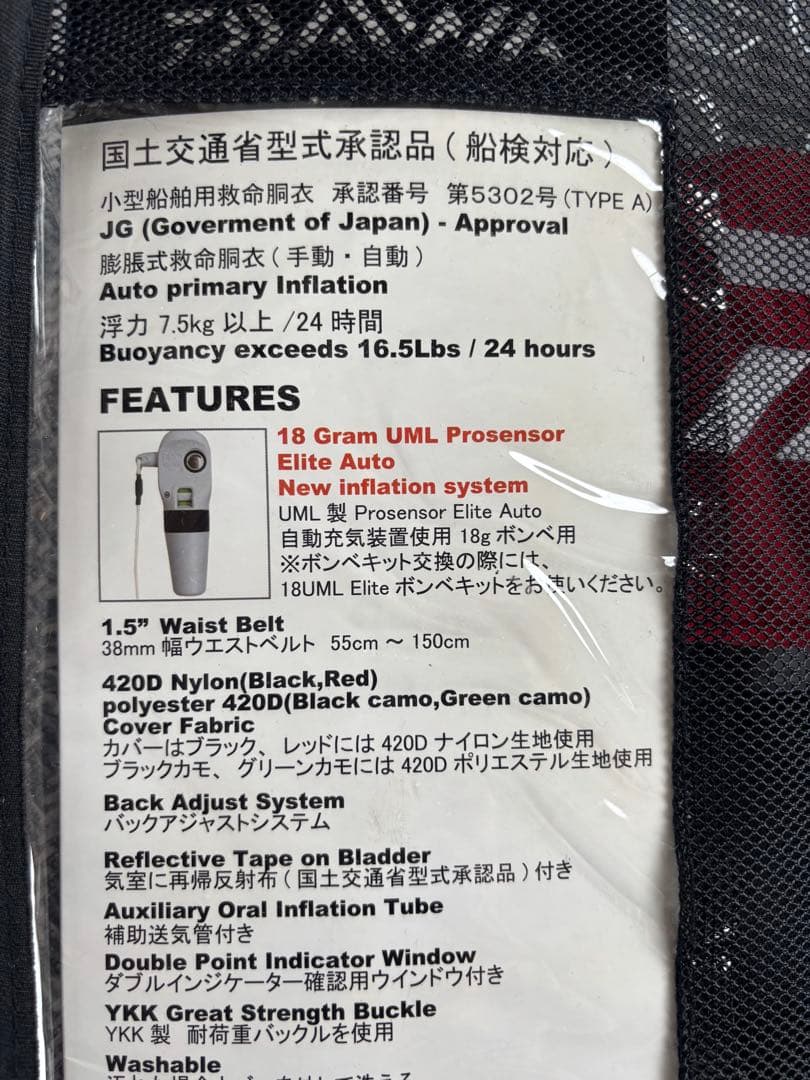 DAIWA
国土交通省型式承認品(船検対応)
小型船舶用救命胴衣 承認番号 第5302号(TYPE A)
JG (Goverment of Japan) - Approval
膨脹式救命胴衣(手動・自動)
Auto primary Inflation
浮力 7.5kg 以上 /24 時間
Buoyancy exceeds 16.5Lbs / 24 hours
FEATURES
18 Gram UML Prosensor
Elite Auto
New inflation system
UML 製 Prosensor Elite Auto
自動充気装置使用 18g ボンベ用
※ボンベキット交換の際には、
18UML Elite ボンベキットをお使いください。
1.5” Waist Belt
38mm 幅ウエストベルト 55cm ～ 150cm
420D Nylon(Black,Red)
polyester 420D(Black camo,Green camo)
Cover Fabric
カバーはブラック、レッドには 420D ナイロン生地使用
ブラックカモ、グリーンカモには 420D ポリエステル生地使用
Back Adjust System
バックアジャストシステム
Reflective Tape on Bladder
気室に再帰反射布(国土交通省型式承認品)付き
Auxiliary Oral Inflation Tube
補助送気管付き
Double Point Indicator Window
ダブルインジケーター確認用ウインドウ付き
YKK Great Strength Buckle
YKK 製 耐荷重バックルを使用
Washable